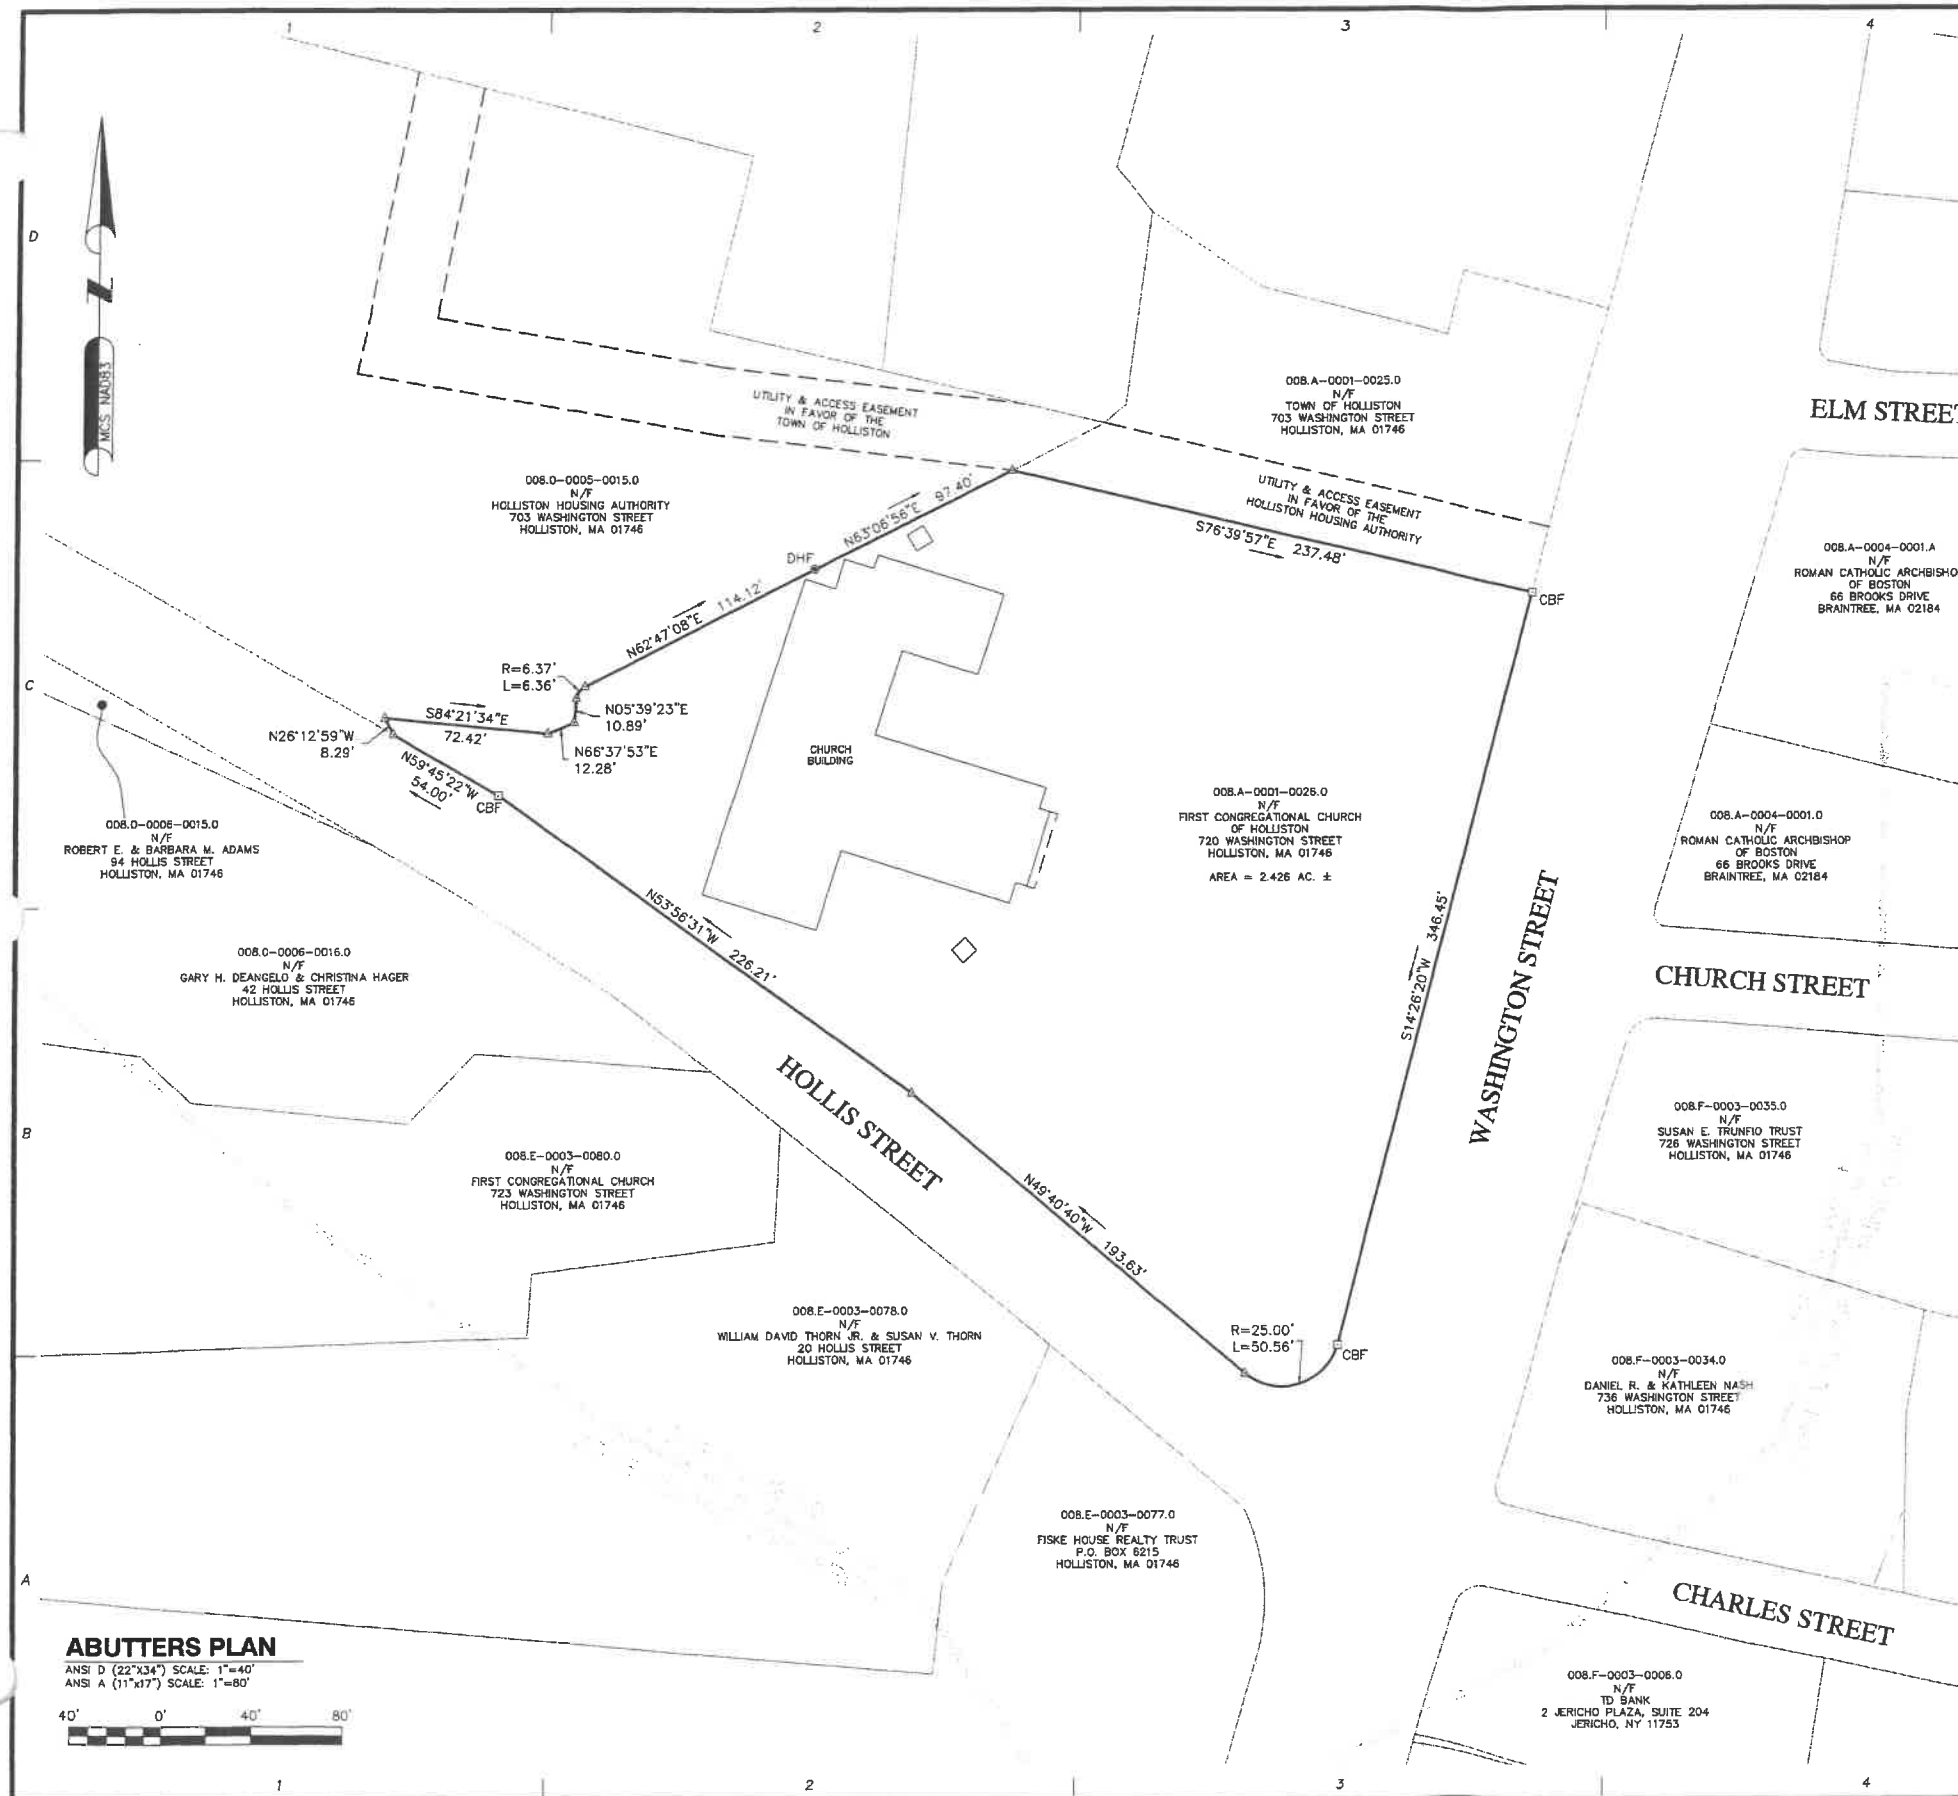 1 2 3 4
D
C
B
A
MCS NAD83
UTILITY & ACCESS EASEMENT
IN FAVOR OF THE
TOWN OF HOLLISTON
008.A-0001-0025.0
N/F
TOWN OF HOLLISTON
703 WASHINGTON STREET
HOLLISTON, MA 01746
ELM STREET
008.0-0005-0015.0
N/F
HOLLISTON HOUSING AUTHORITY
703 WASHINGTON STREET
HOLLISTON, MA 01746
UTILITY & ACCESS EASEMENT
IN FAVOR OF THE
HOLLISTON HOUSING AUTHORITY
N63°06'56"E 97.40'
S76°39'57"E 237.48'
DHF
CBF
008.A-0004-0001.A
N/F
ROMAN CATHOLIC ARCHBISHO
OF BOSTON
66 BROOKS DRIVE
BRAINTREE, MA 02184
N62°47'08"E 114.12'
R=6.37'
L=6.36'
S84°21'34"E
72.42'
N05°39'23"E
10.89'
N26°12'59"W
8.29'
N66°37'53"E
12.28'
N59°45'22"W
54.00'
CBF
CHURCH
BUILDING
008.A-0001-0026.0
N/F
FIRST CONGREGATIONAL CHURCH
OF HOLLISTON
720 WASHINGTON STREET
HOLLISTON, MA 01746
AREA = 2.426 AC. ±
008.A-0004-0001.0
N/F
ROMAN CATHOLIC ARCHBISHOP
OF BOSTON
66 BROOKS DRIVE
BRAINTREE, MA 02184
008.0-0006-0015.0
N/F
ROBERT E. & BARBARA M. ADAMS
94 HOLLIS STREET
HOLLISTON, MA 01746
N53°56'31"W 226.21'
S14°26'20"W 346.45'
WASHINGTON STREET
CHURCH STREET
008.0-0006-0016.0
N/F
GARY H. DEANGELO & CHRISTINA HAGER
42 HOLLIS STREET
HOLLISTON, MA 01746
HOLLIS STREET
008.E-0003-0080.0
N/F
FIRST CONGREGATIONAL CHURCH
723 WASHINGTON STREET
HOLLISTON, MA 01746
008.F-0003-0035.0
N/F
SUSAN E. TRUNFIO TRUST
726 WASHINGTON STREET
HOLLISTON, MA 01746
N49°40'40"W 193.63'
008.E-0003-0078.0
N/F
WILLIAM DAVID THORN JR. & SUSAN V. THORN
20 HOLLIS STREET
HOLLISTON, MA 01746
R=25.00'
L=50.56'
CBF
008.F-0003-0034.0
N/F
DANIEL R. & KATHLEEN NASH
736 WASHINGTON STREET
HOLLISTON, MA 01746
008.E-0003-0077.0
N/F
FISKE HOUSE REALTY TRUST
P.O. BOX 6215
HOLLISTON, MA 01746
CHARLES STREET
008.F-0003-0006.0
N/F
TD BANK
2 JERICHO PLAZA, SUITE 204
JERICHO, NY 11753
ABUTTERS PLAN
ANSI D (22"X34") SCALE: 1"=40'
ANSI A (11"x17") SCALE: 1"=80'
40' 0' 40' 80'
1 2 3 4